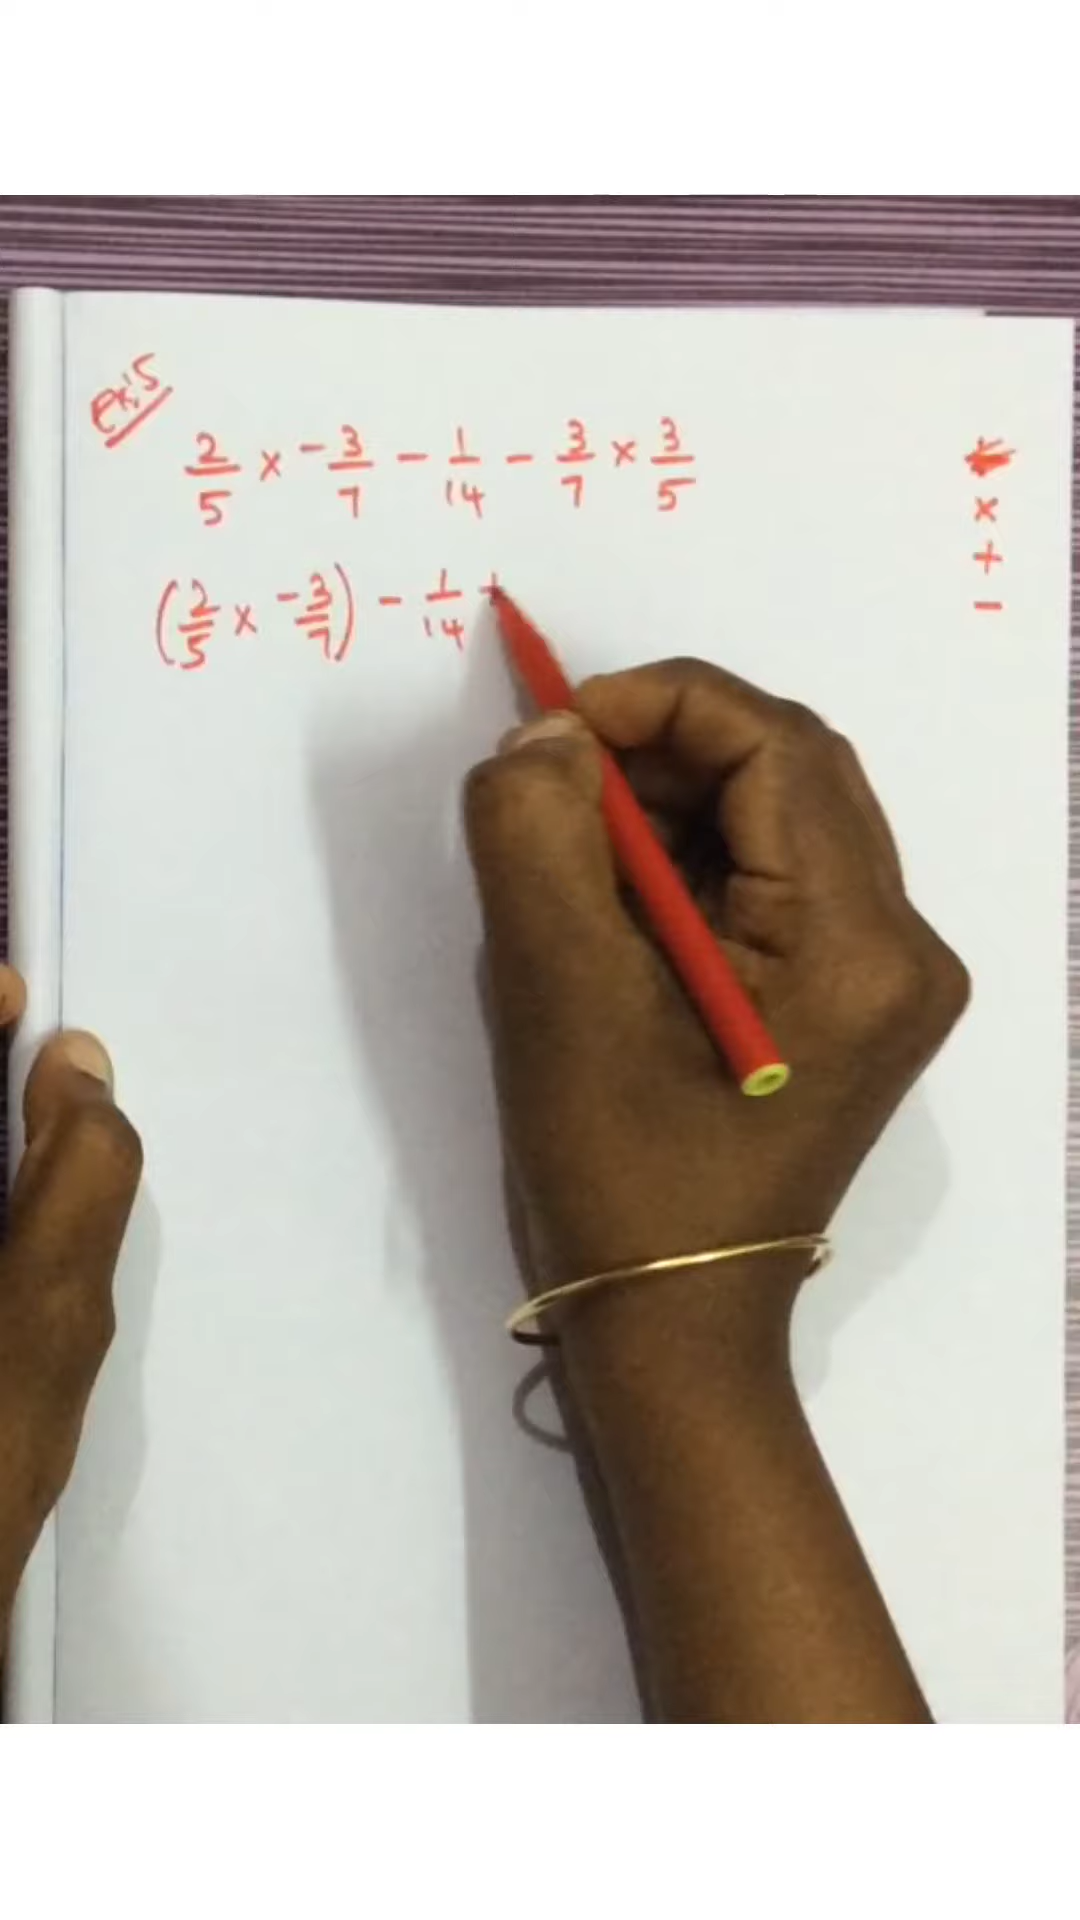 Ex:5
2/5 × -3/7 - 1/14 - 3/7 × 3/5
×
+
-
(2/5 × -3/7) - 1/14 +